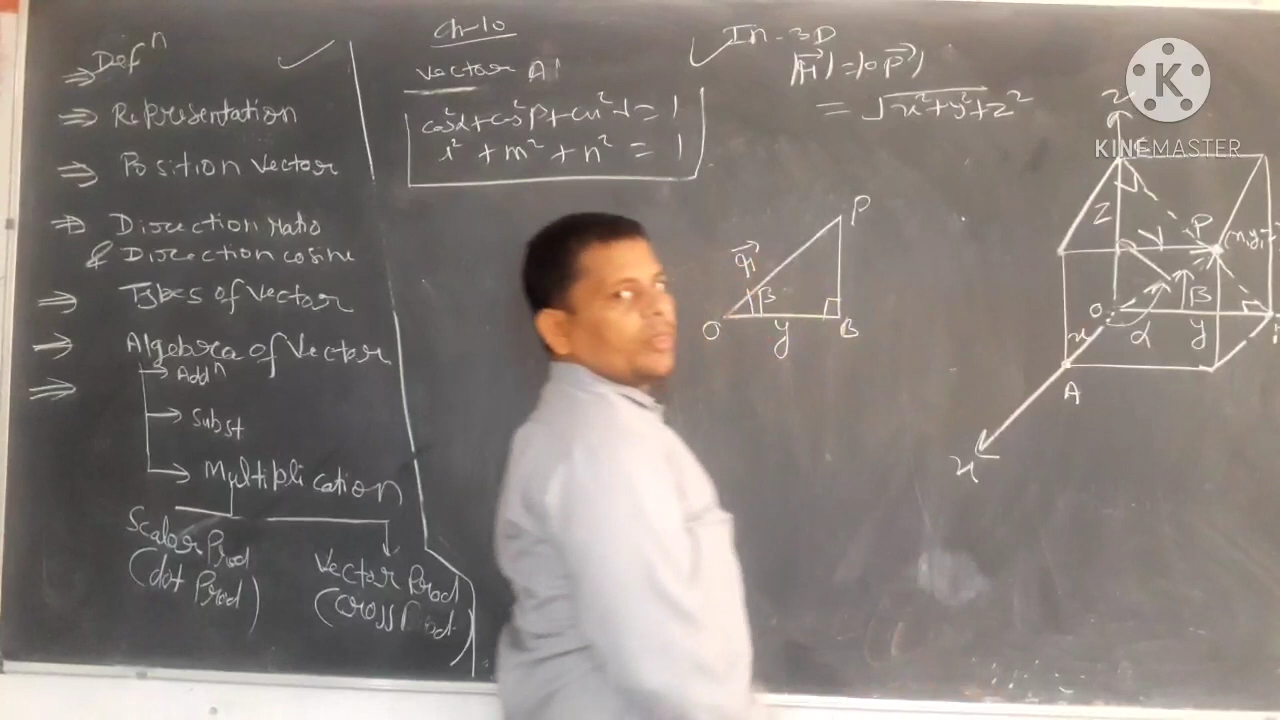 ⇒ Defⁿ
⇒ Representation
⇒ Position Vector
⇒ Direction ratio
& Direction cosine
⇒ Types of Vector
⇒ Algebra of Vector
→ Addⁿ
→ Subst
→ Multiplication
Scalar Prod
(dot Prod)
Vector Prod
(Cross
Ch-10
Vector Al
cos²α+cos²β+cos²γ=1
l²+m²+n²=1
In-3D
|r⃗|=|OP⃗|
=√x²+y²+z²
P
r⃗
β
O
y
B
Z
K
KINEMASTER
Z
γ
P
O
x
α
β
y
A
x